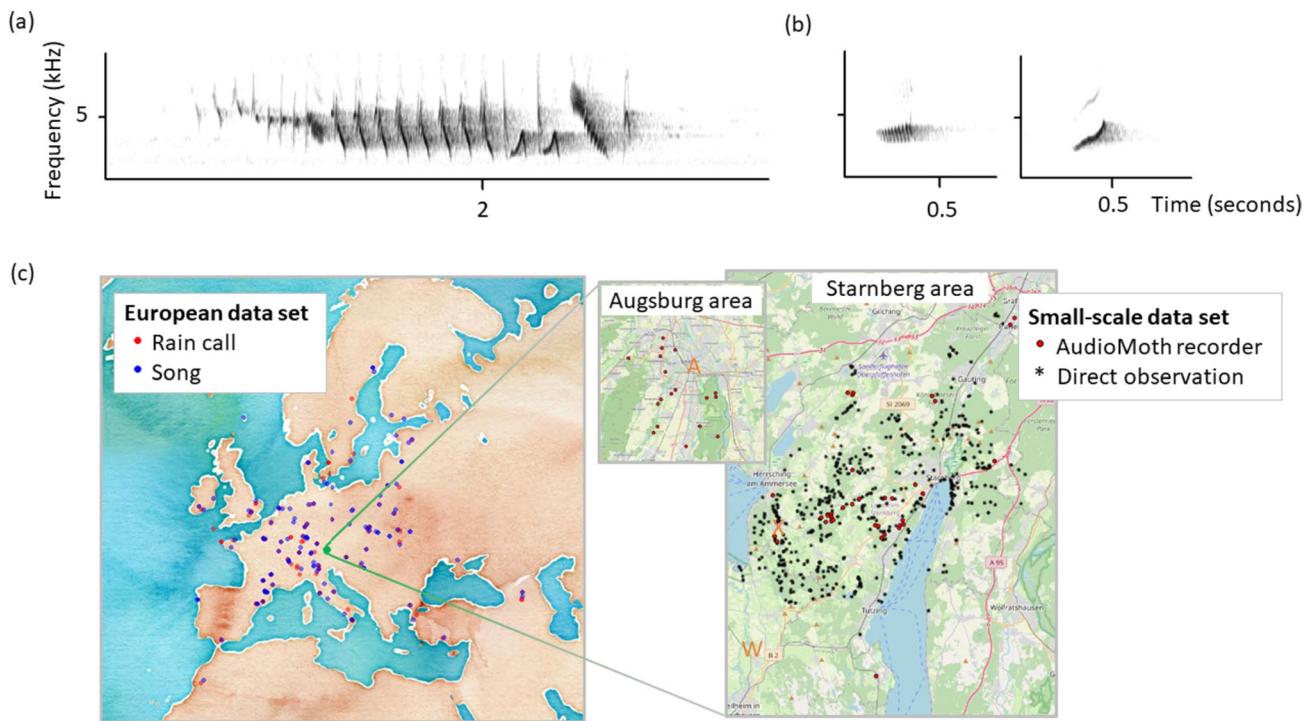 (a)
Frequency (kHz)
5
2
(b)
0.5
0.5
Time (seconds)
(c)
European data set
Rain call
Song
Augsburg area
A
Starnberg area
Gilching
Graf
Small-scale data set
AudioMoth recorder
* Direct observation
Gauting
St 2069
Herrsching
am Ammersee
X
A 95
Wolfratshausen
Tutzing
W
B 2